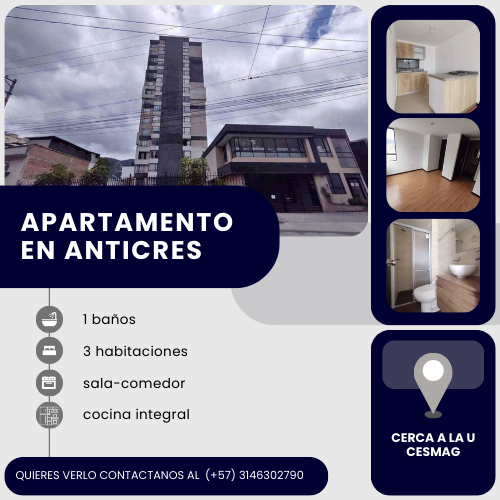 APARTAMENTO
EN ANTICRES
1 baños
3 habitaciones
sala-comedor
cocina integral
QUIERES VERLO CONTACTANOS AL (+57) 3146302790
CERCA A LA U
CESMAG